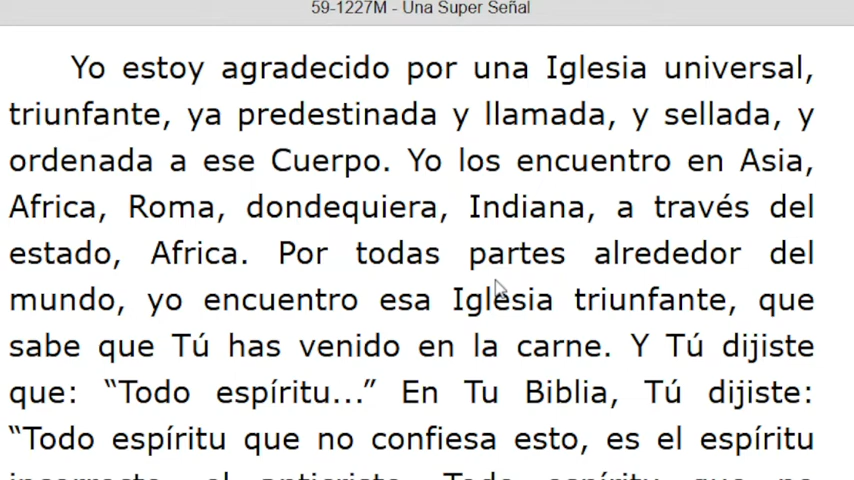 59-1227M - Una Super Señal
Yo estoy agradecido por una Iglesia universal,
triunfante, ya predestinada y llamada, y sellada, y
ordenada a ese Cuerpo. Yo los encuentro en Asia,
Africa, Roma, dondequiera, Indiana, a través del
estado, Africa. Por todas partes alrededor del
mundo, yo encuentro esa Iglesia triunfante, que
sabe que Tú has venido en la carne. Y Tú dijiste
que: “Todo espíritu...” En Tu Biblia, Tú dijiste:
“Todo espíritu que no confiesa esto, es el espíritu